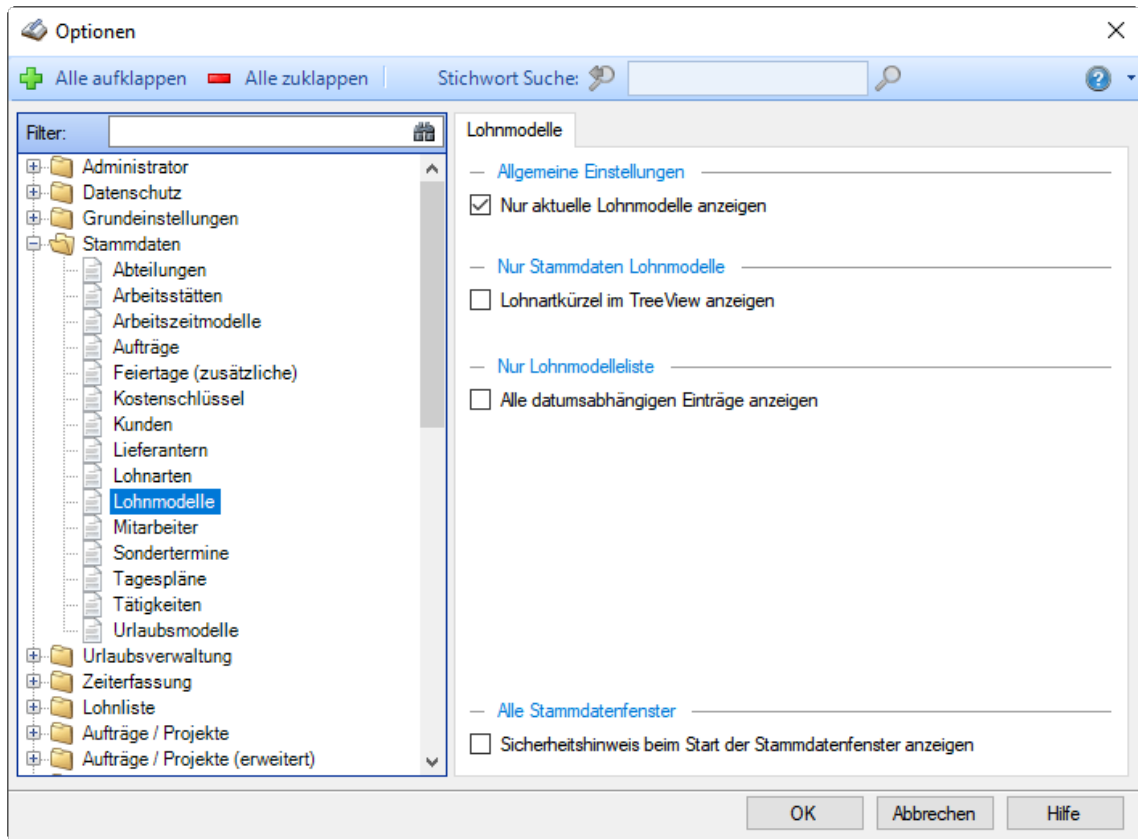 Optionen
Alle aufklappen Alle zuklappen Stichwort Suche:
Filter:
Administrator
Datenschutz
Grundeinstellungen
Stammdaten
Abteilungen
Arbeitsstätten
Arbeitszeitmodelle
Aufträge
Feiertage (zusätzliche)
Kostenschlüssel
Kunden
Lieferantern
Lohnarten
Lohnmodelle
Mitarbeiter
Sondertermine
Tagespläne
Tätigkeiten
Urlaubsmodelle
Urlaubsverwaltung
Zeiterfassung
Lohnliste
Aufträge / Projekte
Aufträge / Projekte (erweitert)
Lohnmodelle
Allgemeine Einstellungen
Nur aktuelle Lohnmodelle anzeigen
Nur Stammdaten Lohnmodelle
Lohnartkürzel im TreeView anzeigen
Nur Lohnmodelleliste
Alle datumsabhängigen Einträge anzeigen
Alle Stammdatenfenster
Sicherheitshinweis beim Start der Stammdatenfenster anzeigen
OK Abbrechen Hilfe